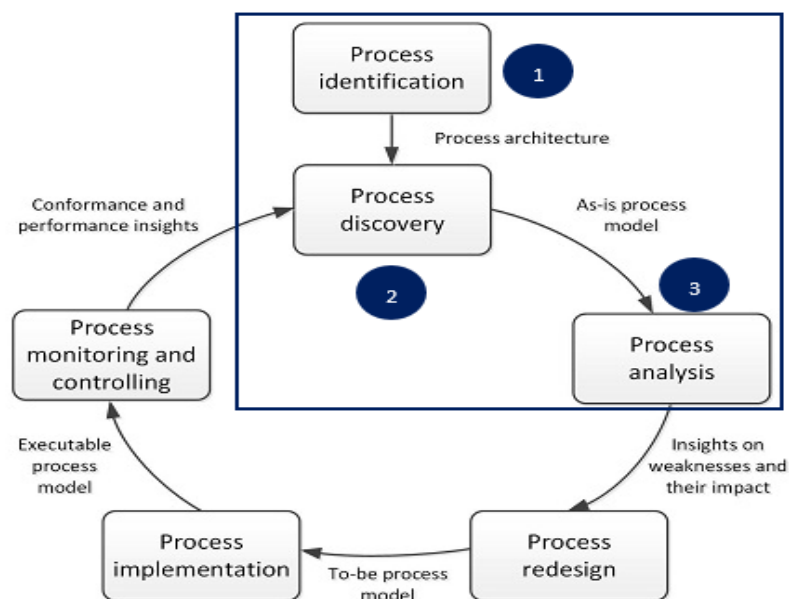 Process
identification
1
Process architecture
Process
discovery
Conformance and
performance insights
As-is process
model
2
3
Process
monitoring and
controlling
Process
analysis
Executable
process
model
Insights on
weaknesses and
their impact
Process
implementation
Process
redesign
To-be process
model